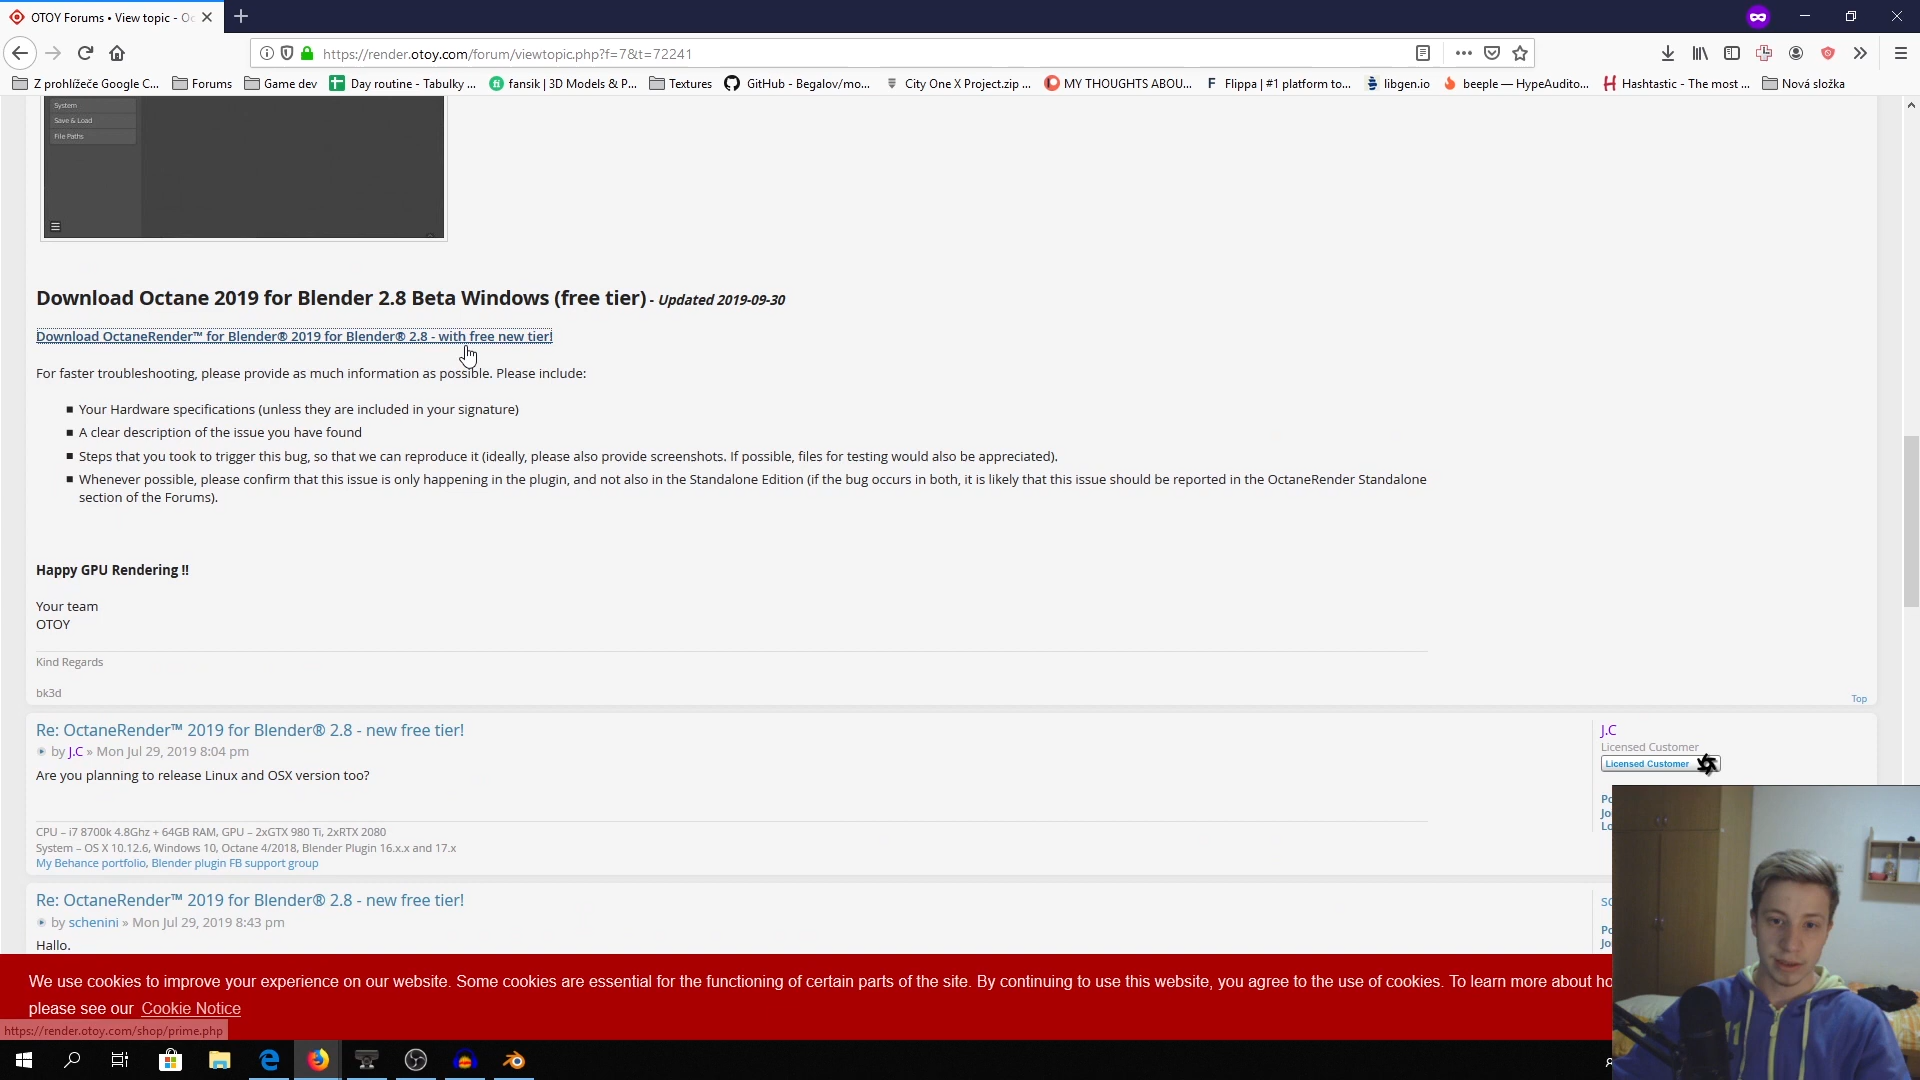 OTOY Forums • View topic - Oc
https://render.otoy.com/forum/viewtopic.php?f=7&t=72241
Z prohlížeče Google C... Forums Game dev Day routine - Tabulky ... fansik | 3D Models & P... Textures GitHub - Begalov/mo... City One X Project.zip ... MY THOUGHTS ABOU... Flippa | #1 platform to... libgen.io beeple — HypeAudito... Hashtastic - The most ... Nová složka
System
Save & Load
File Paths
Download Octane 2019 for Blender 2.8 Beta Windows (free tier) - Updated 2019-09-30
Download OctaneRender™ for Blender® 2019 for Blender® 2.8 - with free new tier!
For faster troubleshooting, please provide as much information as possible. Please include:
Your Hardware specifications (unless they are included in your signature)
A clear description of the issue you have found
Steps that you took to trigger this bug, so that we can reproduce it (ideally, please also provide screenshots. If possible, files for testing would also be appreciated).
Whenever possible, please confirm that this issue is only happening in the plugin, and not also in the Standalone Edition (if the bug occurs in both, it is likely that this issue should be reported in the OctaneRender Standalone
section of the Forums).
Happy GPU Rendering !!
Your team
OTOY
Kind Regards
bk3d
Top
Re: OctaneRender™ 2019 for Blender® 2.8 - new free tier!
by J.C » Mon Jul 29, 2019 8:04 pm
Are you planning to release Linux and OSX version too?
J.C
Licensed Customer
Licensed Customer
Po
Jo
Lo
CPU – i7 8700k 4.8Ghz + 64GB RAM, GPU – 2xGTX 980 Ti, 2xRTX 2080
System – OS X 10.12.6, Windows 10, Octane 4/2018, Blender Plugin 16.x.x and 17.x
My Behance portfolio, Blender plugin FB support group
Re: OctaneRender™ 2019 for Blender® 2.8 - new free tier!
by schenini » Mon Jul 29, 2019 8:43 pm
Hallo.
sc
Po
Jo
We use cookies to improve your experience on our website. Some cookies are essential for the functioning of certain parts of the site. By continuing to use this website, you agree to the use of cookies. To learn more about ho
please see our Cookie Notice
https://render.otoy.com/shop/prime.php